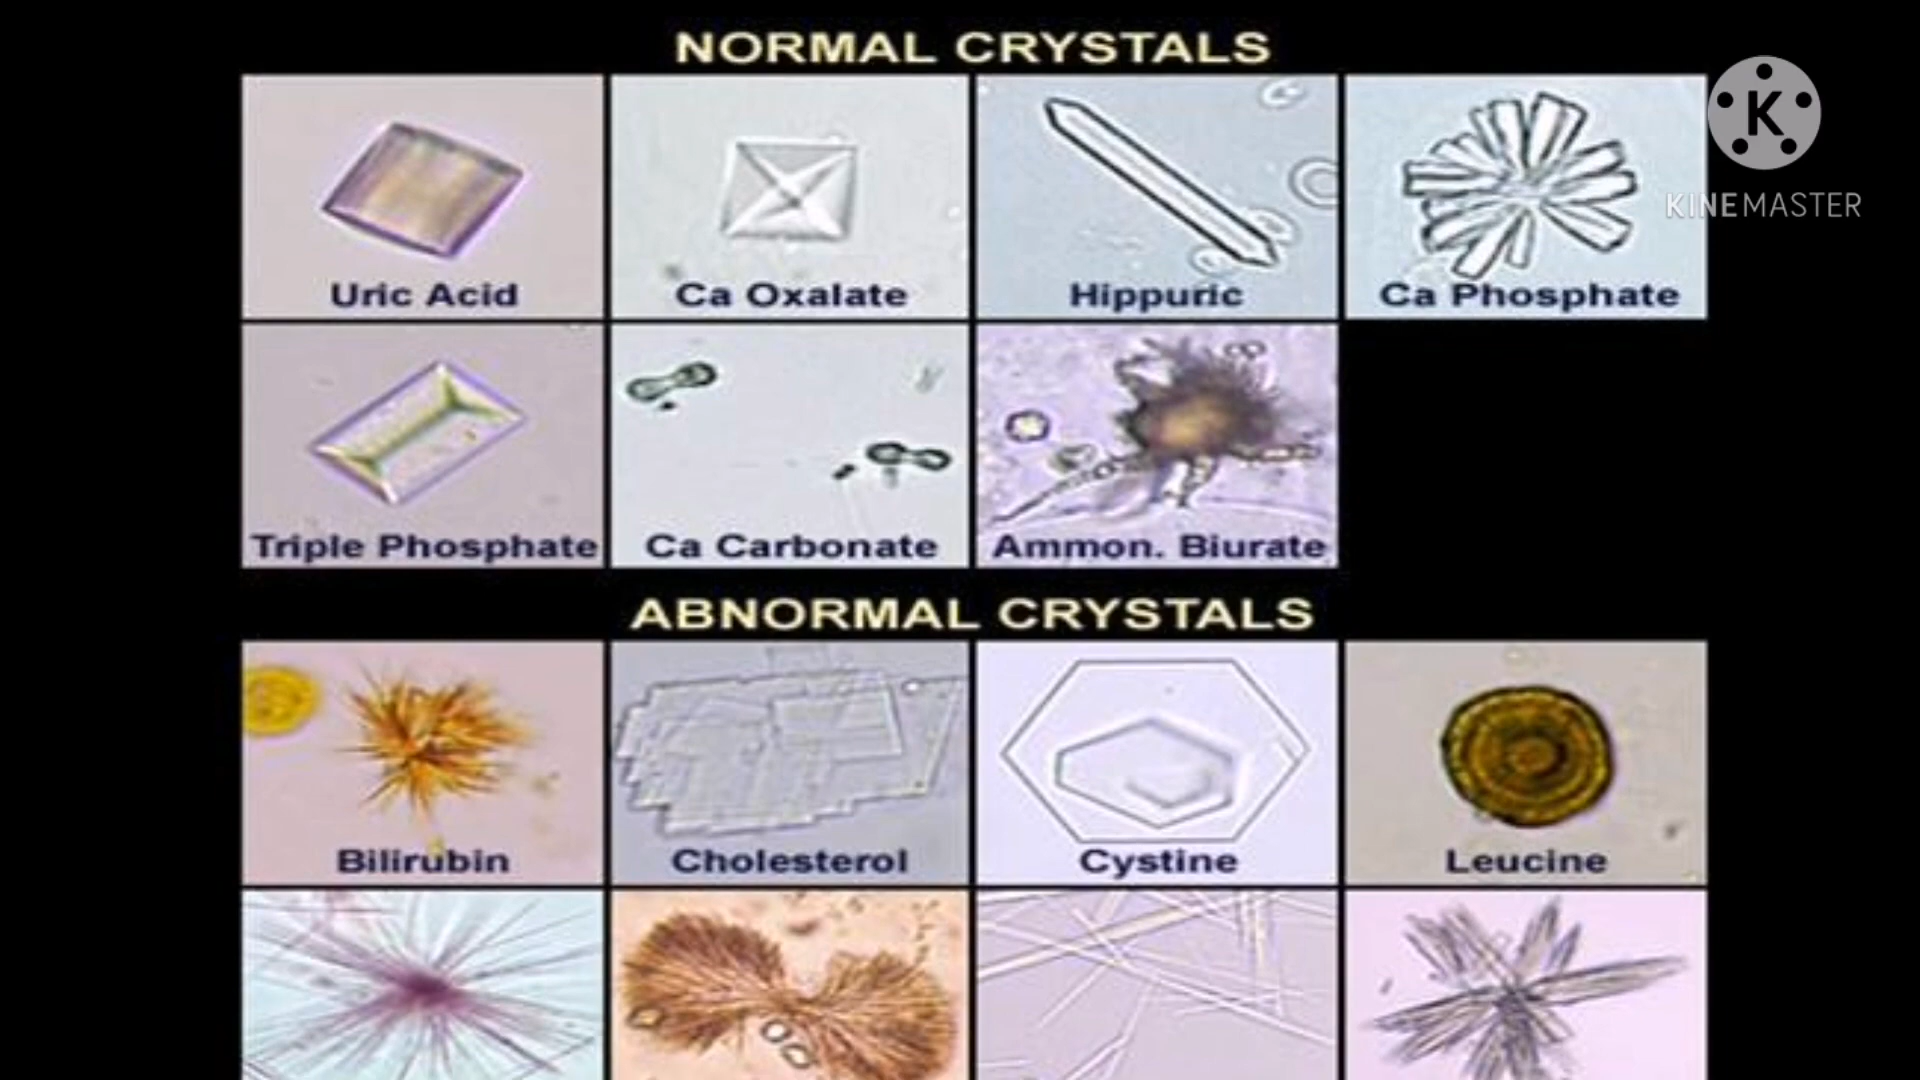 NORMAL CRYSTALS
K
KINEMASTER
Uric Acid
Ca Oxalate
Hippuric
Ca Phosphate
Triple Phosphate
Ca Carbonate
Ammon. Biurate
ABNORMAL CRYSTALS
Bilirubin
Cholesterol
Cystine
Leucine